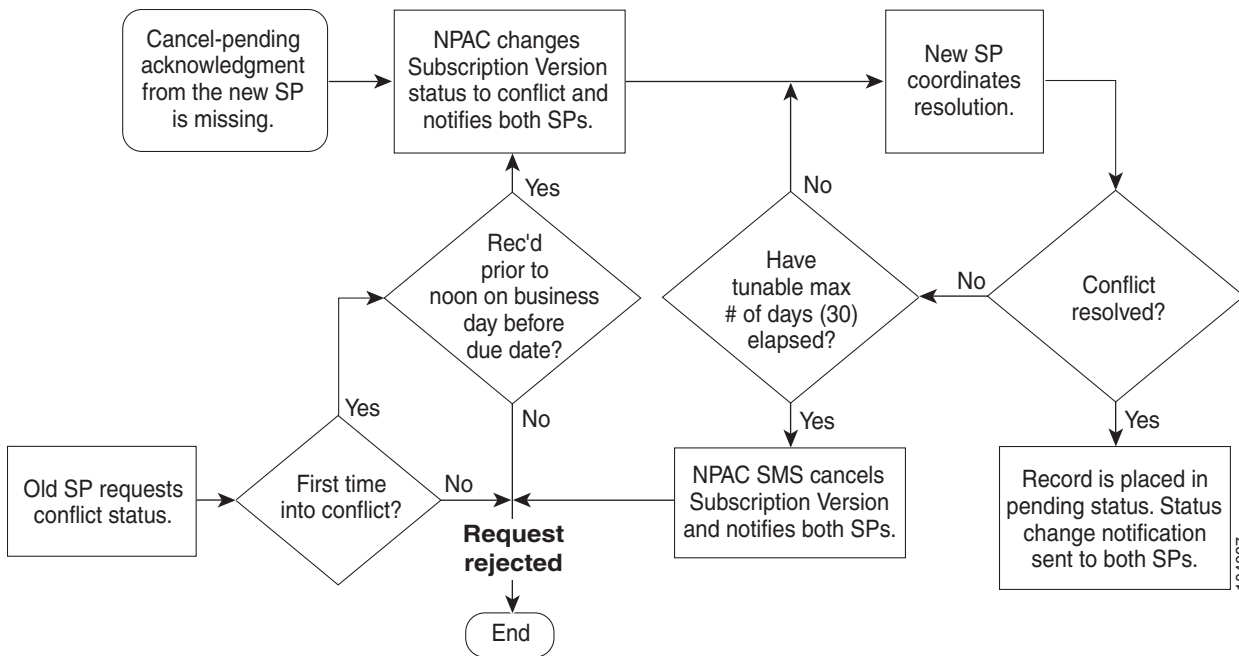 Cancel-pending
acknowledgment
from the new SP
is missing.
NPAC changes
Subscription Version
status to conflict and
notifies both SPs.
New SP
coordinates
resolution.
Yes
No
Rec'd
prior to
noon on business
day before
due date?
Have
tunable max
# of days (30)
elapsed?
No
Conflict
resolved?
Yes
No
Yes
Yes
Old SP requests
conflict status.
First time
into conflict?
No
NPAC SMS cancels
Subscription Version
and notifies both SPs.
Record is placed in
pending status. Status
change notification
sent to both SPs.
Request
rejected
End